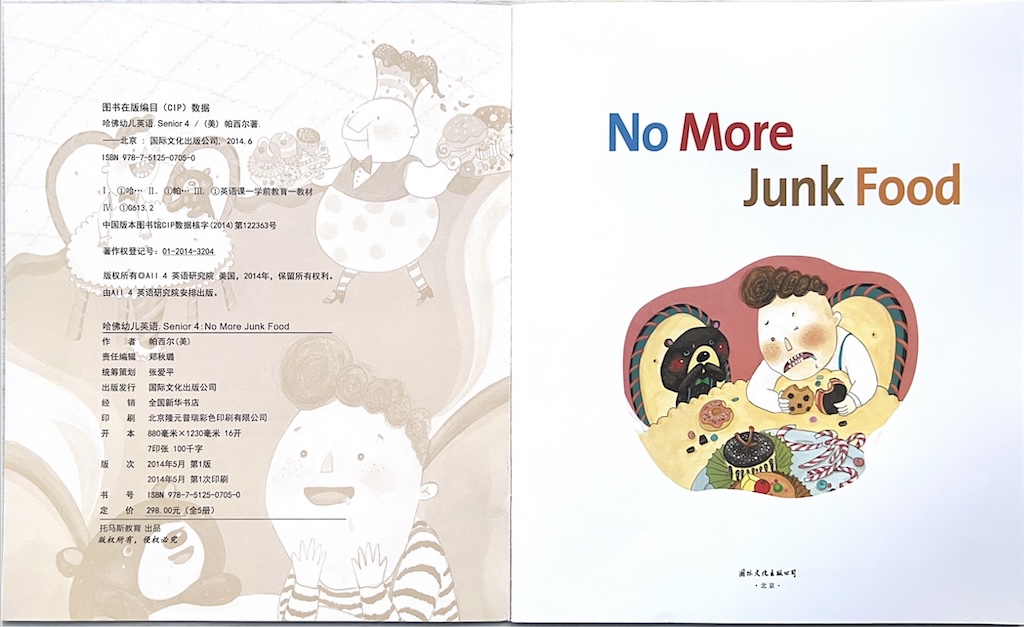 图书在版编目（CIP）数据
哈佛幼儿英语. Senior 4 /（美）帕西尔著.
——北京 : 国际文化出版公司, 2014.6
ISBN 978-7-5125-0705-0
Ⅰ. ①哈… Ⅱ. ①帕… Ⅲ. ①英语课—学前教育—教材
Ⅳ. ①G613.2
中国版本图书馆CIP数据核字(2014)第122363号
著作权登记号: 01-2014-3204
版权所有©All 4 英语研究院 美国, 2014年, 保留所有权利。
由All 4 英语研究院安排出版。
哈佛幼儿英语. Senior 4:No More Junk Food
作 者 帕西尔(美)
责任编辑 郑秋璐
统筹策划 张爱平
出版发行 国际文化出版公司
经 销 全国新华书店
印 刷 北京隆元普瑞彩色印刷有限公司
开 本 880毫米×1230毫米 16开
7印张 100千字
版 次 2014年5月 第1版
2014年5月 第1次印刷
书 号 ISBN 978-7-5125-0705-0
定 价 298.00元（全5册）
托马斯教育 出品
版权所有, 侵权必究
No More
Junk Food
国际文化出版公司
·北京·